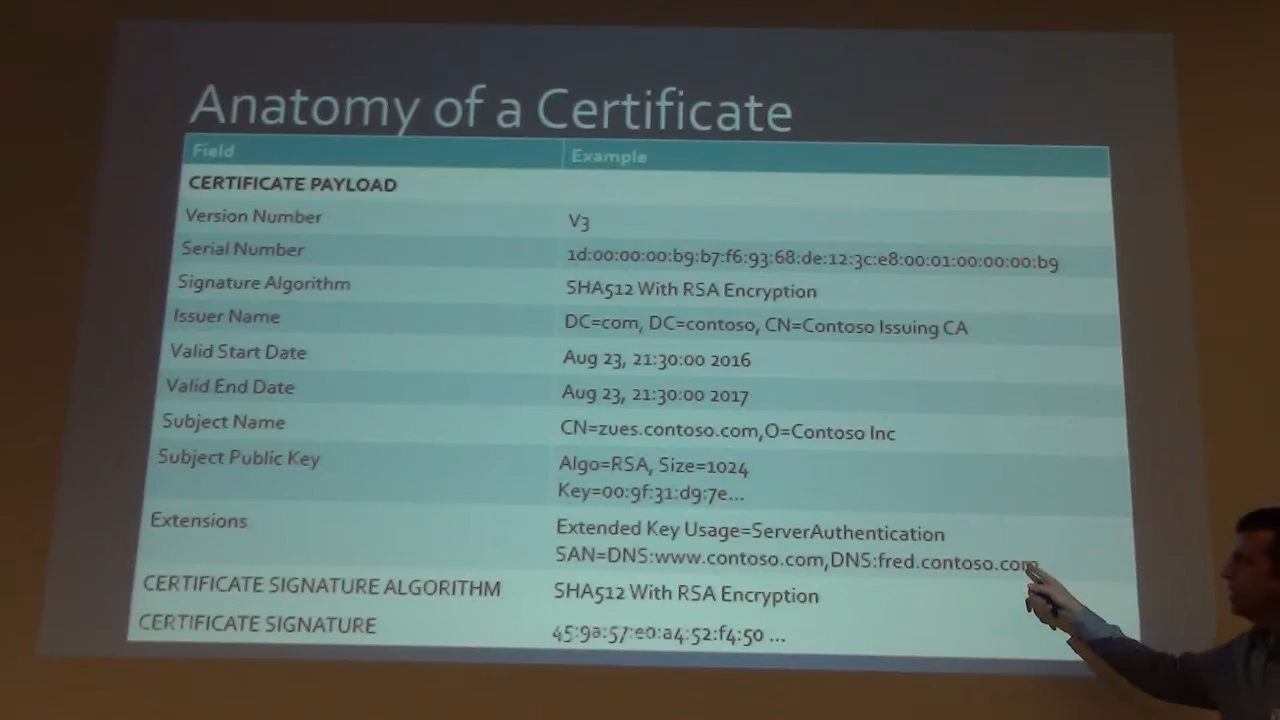 Anatomy of a Certificate
Field Example
CERTIFICATE PAYLOAD
Version Number V3
Serial Number 1d:00:00:00:b9:b7:f6:93:68:de:12:3c:e8:00:01:00:00:00:b9
Signature Algorithm SHA512 With RSA Encryption
Issuer Name DC=com, DC=contoso, CN=Contoso Issuing CA
Valid Start Date Aug 23, 21:30:00 2016
Valid End Date Aug 23, 21:30:00 2017
Subject Name CN=zues.contoso.com,O=Contoso Inc
Subject Public Key Algo=RSA, Size=1024
Key=00:9f:31:d9:7e...
Extensions Extended Key Usage=ServerAuthentication
SAN=DNS:www.contoso.com,DNS:fred.contoso.com
CERTIFICATE SIGNATURE ALGORITHM SHA512 With RSA Encryption
CERTIFICATE SIGNATURE 45:9a:57:e0:a4:52:f4:50 ...